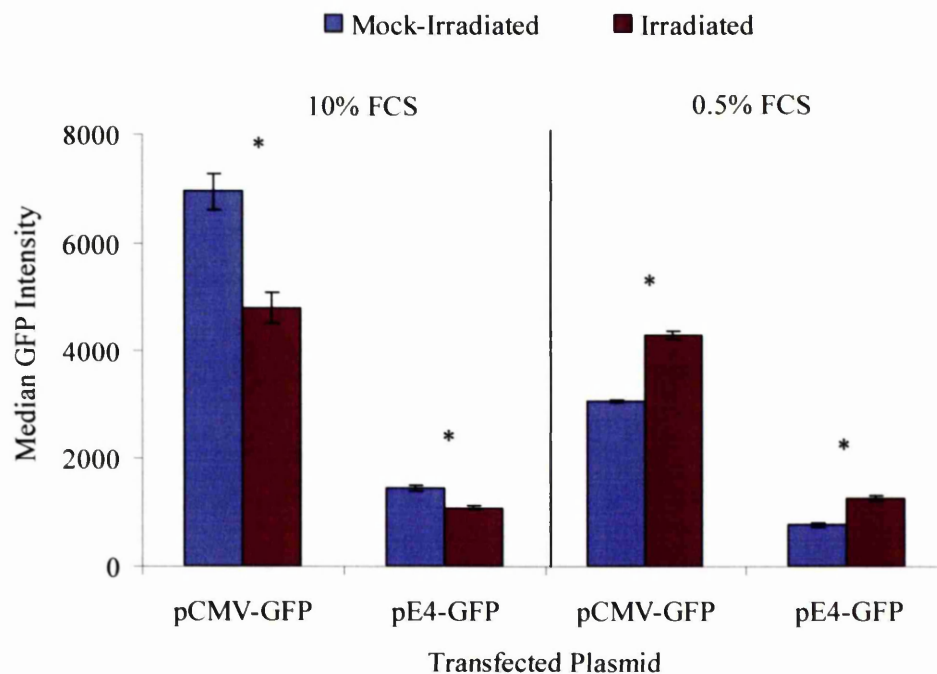 Mock-Irradiated Irradiated
10% FCS 0.5% FCS
Median GFP Intensity
8000
6000
4000
2000
0
* * * *
pCMV-GFP pE4-GFP pCMV-GFP pE4-GFP
Transfected Plasmid